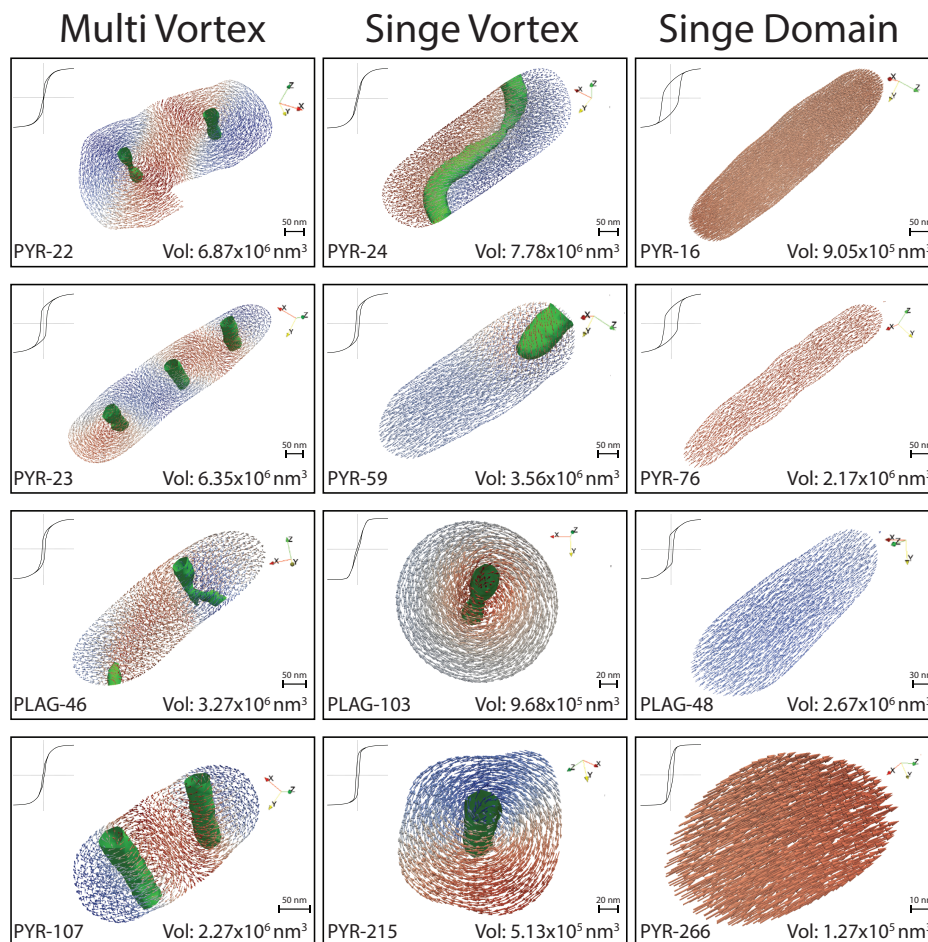 Multi Vortex Singe Vortex Singe Domain
Z X Y
50 nm
PYR-22 Vol: 6.87x10⁶ nm³
X Z Y
50 nm
PYR-24 Vol: 7.78x10⁶ nm³
X Z Y
50 nm
PYR-16 Vol: 9.05x10⁵ nm³
X Z Y
50 nm
PYR-23 Vol: 6.35x10⁶ nm³
X Z Y
50 nm
PYR-59 Vol: 3.56x10⁶ nm³
X Z Y
50 nm
PYR-76 Vol: 2.17x10⁶ nm³
Z X Y
50 nm
PLAG-46 Vol: 3.27x10⁶ nm³
X Z Y
20 nm
PLAG-103 Vol: 9.68x10⁵ nm³
X Z Y
30 nm
PLAG-48 Vol: 2.67x10⁶ nm³
X Z Y
50 nm
PYR-107 Vol: 2.27x10⁶ nm³
Z X Y
20 nm
PYR-215 Vol: 5.13x10⁵ nm³
Z X Y
10 nm
PYR-266 Vol: 1.27x10⁵ nm³